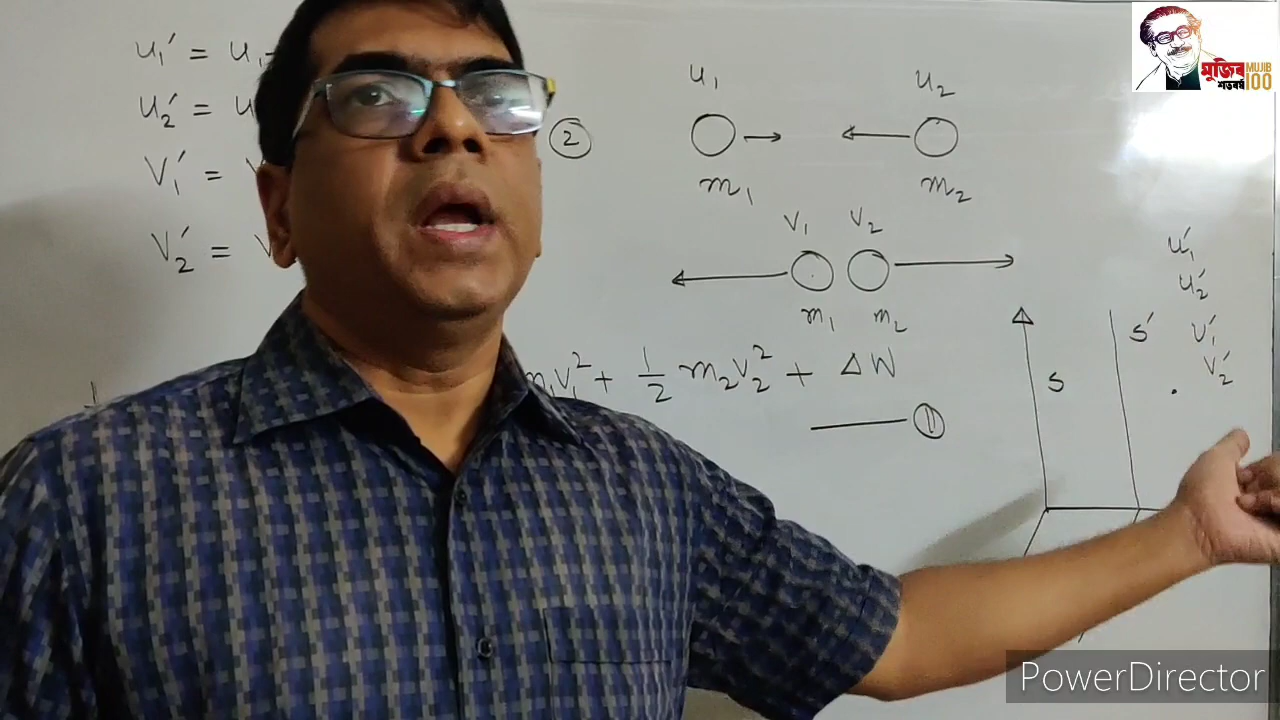 u₁′ = u₁-
u₂′ = u
V₁′ =
V₂′ =
②
u₁ u₂
m₁ m₂
V₁ V₂
m₁ m₂
m₁V₁² + 1/2 m₂V₂² + ΔW
①
S S′
u₁′
u₂′
v₁′
V₂′
মুজিব MUJIB
শতবর্ষ 100
PowerDirector